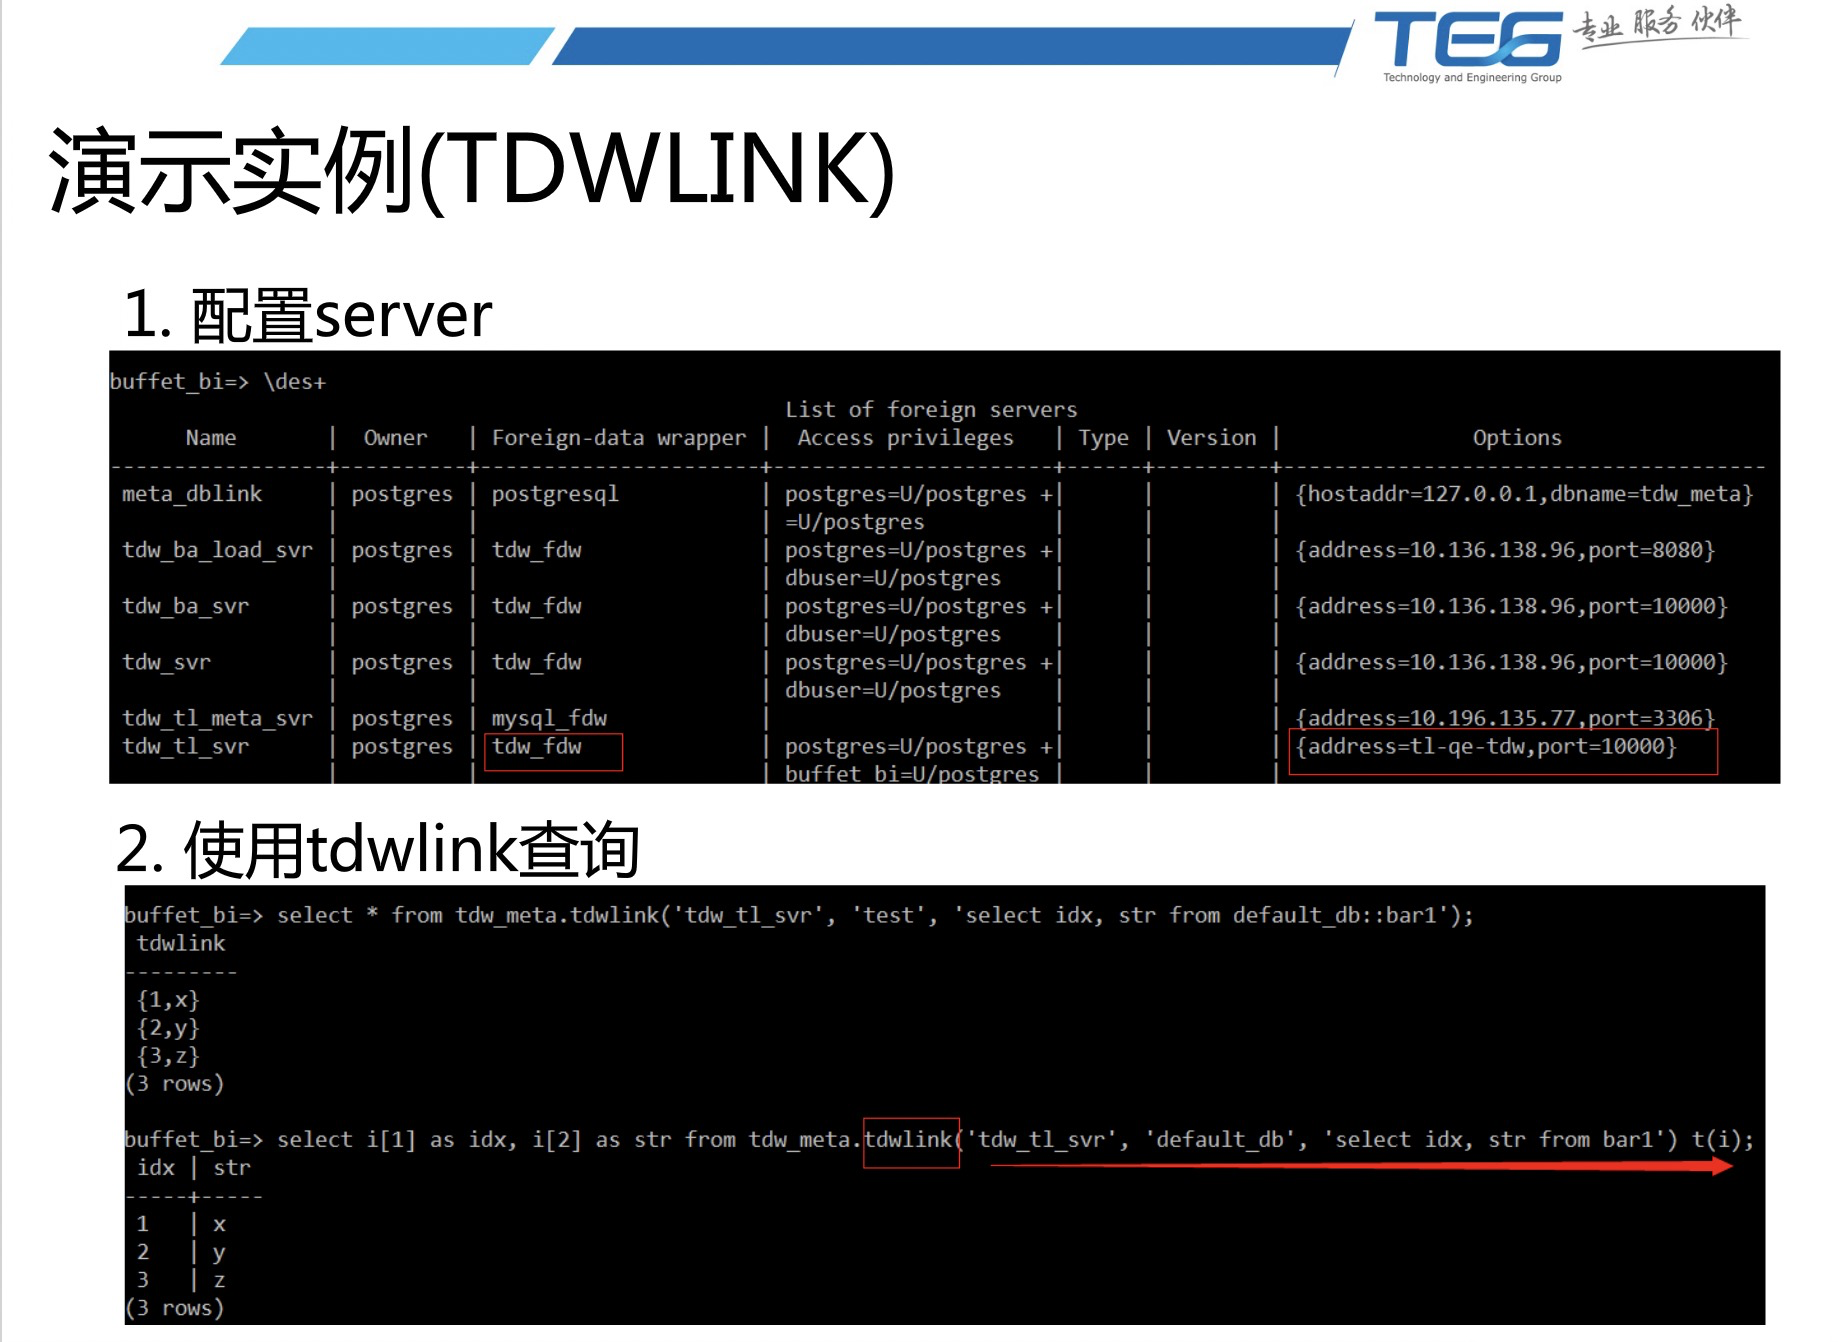 TEG 专业 服务 伙伴
Technology and Engineering Group
演示实例(TDWLINK)
1. 配置server
buffet_bi=> \des+
List of foreign servers
Name | Owner | Foreign-data wrapper | Access privileges | Type | Version | Options
-----------------+----------+----------------------+----------------------+------+---------+--------------------------------------
meta_dblink | postgres | postgresql | postgres=U/postgres +| | | {hostaddr=127.0.0.1,dbname=tdw_meta}
| | | =U/postgres | | |
tdw_ba_load_svr | postgres | tdw_fdw | postgres=U/postgres +| | | {address=10.136.138.96,port=8080}
| | | dbuser=U/postgres | | |
tdw_ba_svr | postgres | tdw_fdw | postgres=U/postgres +| | | {address=10.136.138.96,port=10000}
| | | dbuser=U/postgres | | |
tdw_svr | postgres | tdw_fdw | postgres=U/postgres +| | | {address=10.136.138.96,port=10000}
| | | dbuser=U/postgres | | |
tdw_tl_meta_svr | postgres | mysql_fdw | | | | {address=10.196.135.77,port=3306}
tdw_tl_svr | postgres | tdw_fdw | postgres=U/postgres +| | | {address=tl-qe-tdw,port=10000}
| | | buffet_bi=U/postgres | | |
2. 使用tdwlink查询
buffet_bi=> select * from tdw_meta.tdwlink('tdw_tl_svr', 'test', 'select idx, str from default_db::bar1');
tdwlink
---------
{1,x}
{2,y}
{3,z}
(3 rows)
buffet_bi=> select i[1] as idx, i[2] as str from tdw_meta.tdwlink('tdw_tl_svr', 'default_db', 'select idx, str from bar1') t(i);
idx | str
-----+-----
1 | x
2 | y
3 | z
(3 rows)